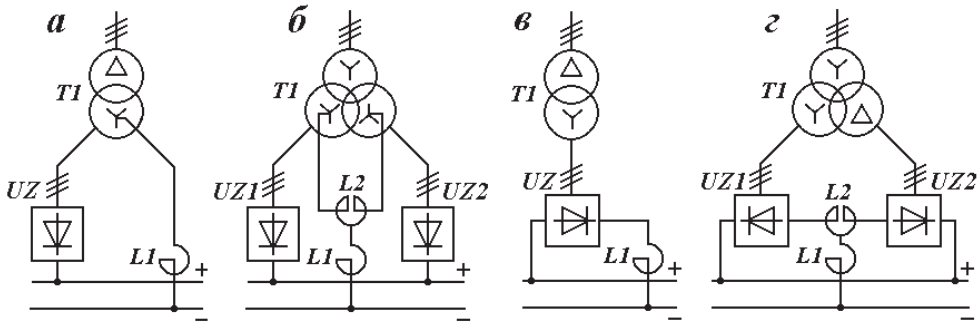 а
T1
UZ
L1
+
−
б
T1
UZ1
L2
UZ2
L1
+
−
в
T1
UZ
L1
+
−
г
T1
UZ1
L2
UZ2
L1
+
−